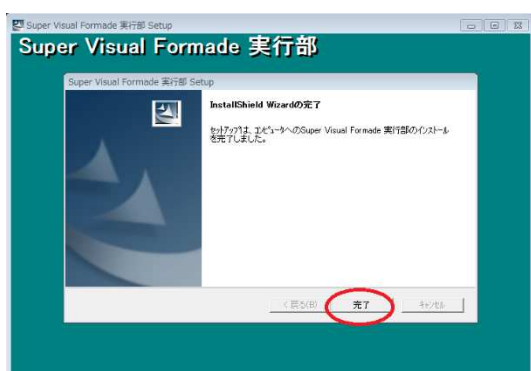 Super Visual Formade 実行部 Setup
Super Visual Formade 実行部
Super Visual Formade 実行部 Setup
InstallShield Wizardの完了
セットアップは、コンピュータへのSuper Visual Formade 実行部のインストール
を完了しました。
< 戻る(B)
完了
キャンセル